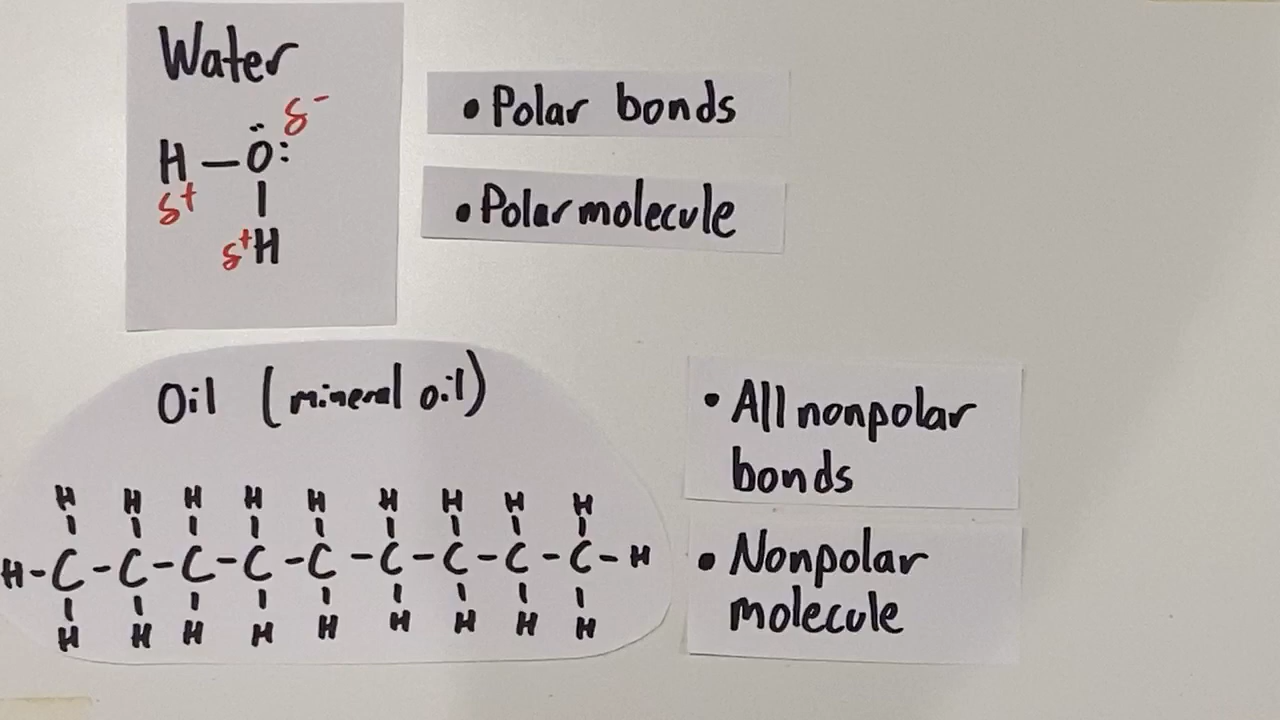 Water
δ-
H – Ö:
δ+
|
δ+H
• Polar bonds
• Polar molecule
Oil (mineral oil)
H H H H H H H H H
| | | | | | | | |
H-C-C-C-C-C-C-C-C-C-H
| | | | | | | | |
H H H H H H H H H
• All nonpolar
bonds
• Nonpolar
molecule